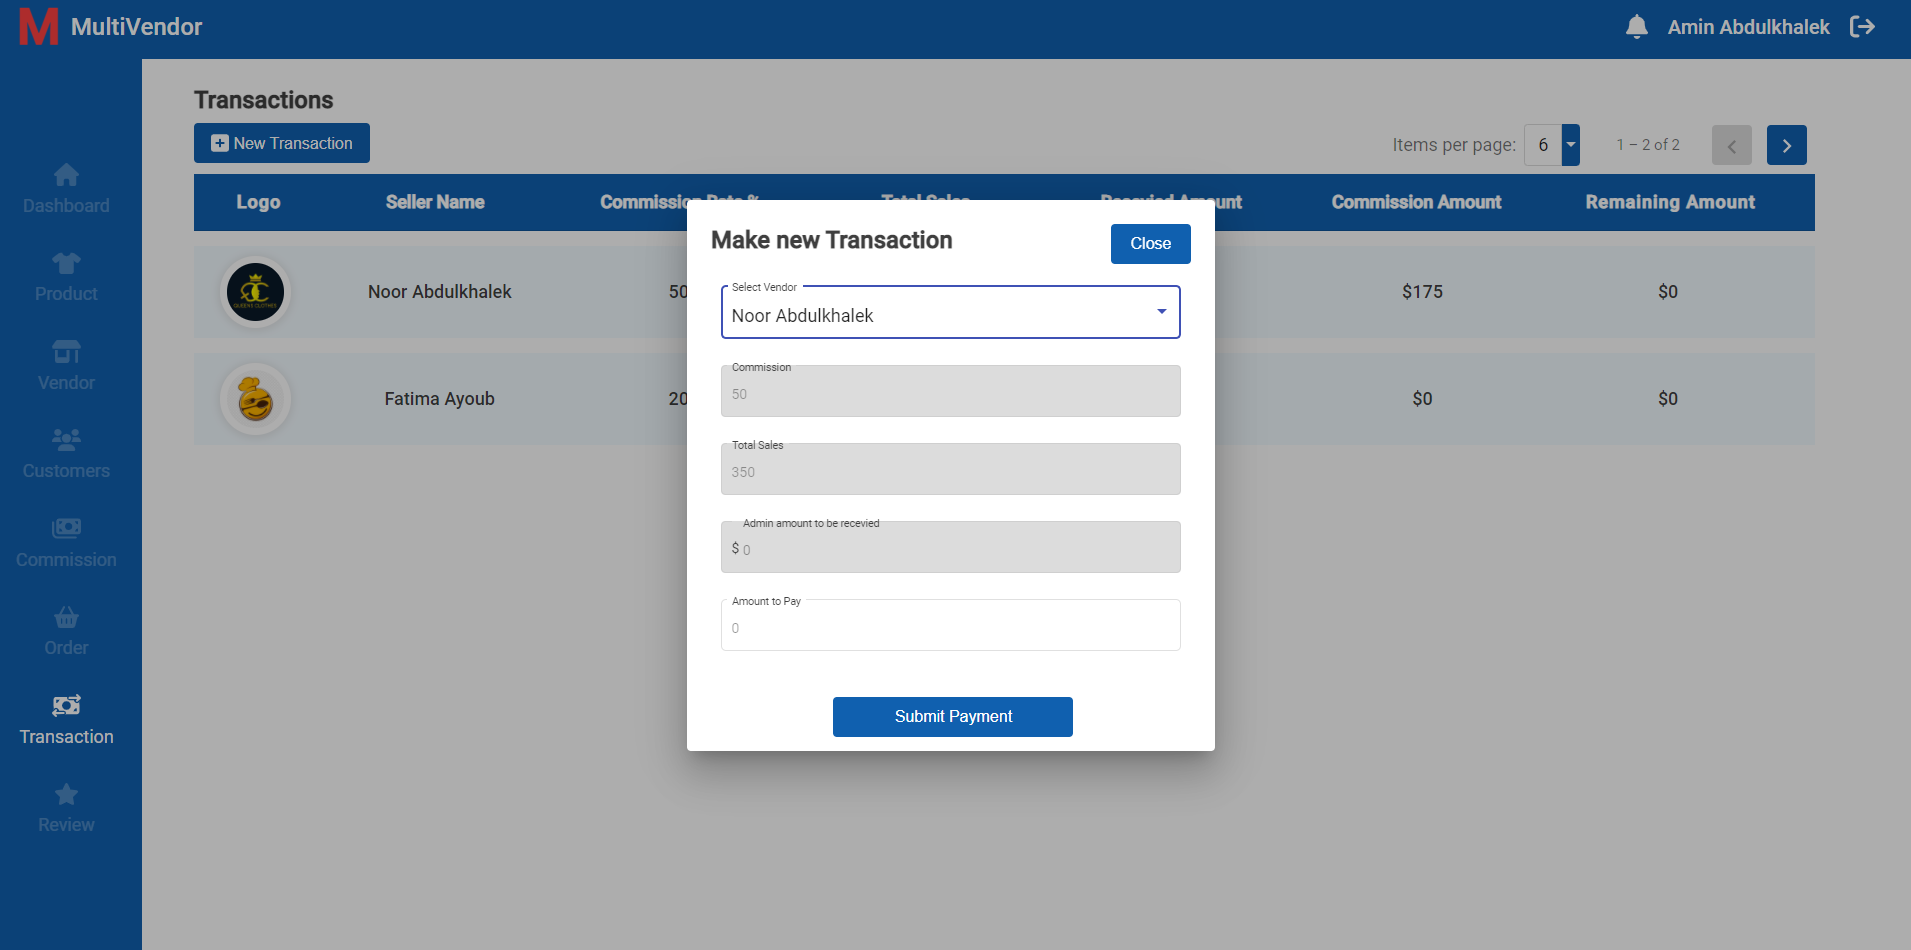 M MultiVendor
Amin Abdulkhalek
Transactions
New Transaction
Items per page: 6 1 – 2 of 2
Logo Seller Name Commission Rate % Total Sales Recevied Amount Commission Amount Remaining Amount
Noor Abdulkhalek 50 $175 $0
Fatima Ayoub 20 $0 $0
QUEENS CLOTHES
Dashboard
Product
Vendor
Customers
Commission
Order
Transaction
Review
Make new Transaction
Close
Select Vendor
Noor Abdulkhalek
Commission
50
Total Sales
350
Admin amount to be recevied
$ 0
Amount to Pay
0
Submit Payment